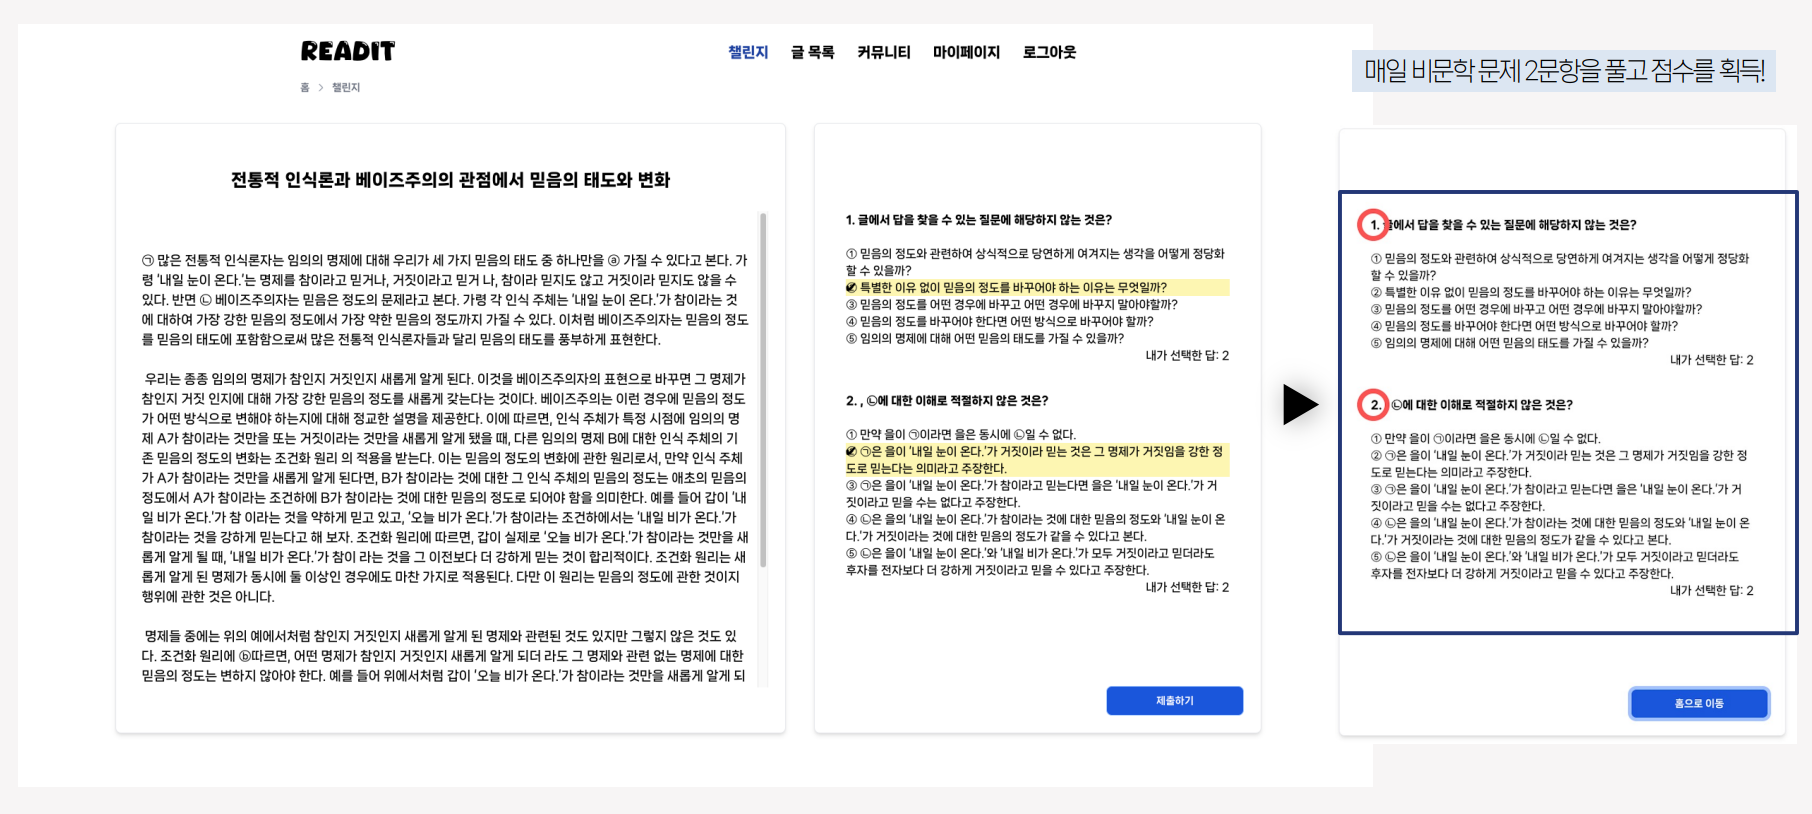 READIT
챌린지 글 목록 커뮤니티 마이페이지 로그아웃
홈 > 챌린지
매일 비문학 문제 2문항을 풀고 점수를 획득!
전통적 인식론과 베이즈주의의 관점에서 믿음의 태도와 변화
㉠ 많은 전통적 인식론자는 임의의 명제에 대해 우리가 세 가지 믿음의 태도 중 하나만을 ⓐ 가질 수 있다고 본다. 가
령 ‘내일 눈이 온다.’는 명제를 참이라고 믿거나, 거짓이라고 믿거 나, 참이라 믿지도 않고 거짓이라 믿지도 않을 수
있다. 반면 ㉡ 베이즈주의자는 믿음은 정도의 문제라고 본다. 가령 각 인식 주체는 ‘내일 눈이 온다.’가 참이라는 것
에 대하여 가장 강한 믿음의 정도에서 가장 약한 믿음의 정도까지 가질 수 있다. 이처럼 베이즈주의자는 믿음의 정도
를 믿음의 태도에 포함함으로써 많은 전통적 인식론자들과 달리 믿음의 태도를 풍부하게 표현한다.
우리는 종종 임의의 명제가 참인지 거짓인지 새롭게 알게 된다. 이것을 베이즈주의자의 표현으로 바꾸면 그 명제가
참인지 거짓 인지에 대해 가장 강한 믿음의 정도를 새롭게 갖는다는 것이다. 베이즈주의는 이런 경우에 믿음의 정도
가 어떤 방식으로 변해야 하는지에 대해 정교한 설명을 제공한다. 이에 따르면, 인식 주체가 특정 시점에 임의의 명
제 A가 참이라는 것만을 또는 거짓이라는 것만을 새롭게 알게 됐을 때, 다른 임의의 명제 B에 대한 인식 주체의 기
존 믿음의 정도의 변화는 조건화 원리 의 적용을 받는다. 이는 믿음의 정도의 변화에 관한 원리로서, 만약 인식 주체
가 A가 참이라는 것만을 새롭게 알게 된다면, B가 참이라는 것에 대한 그 인식 주체의 믿음의 정도는 애초의 믿음의
정도에서 A가 참이라는 조건하에 B가 참이라는 것에 대한 믿음의 정도로 되어야 함을 의미한다. 예를 들어 갑이 ‘내
일 비가 온다.’가 참 이라는 것을 약하게 믿고 있고, ‘오늘 비가 온다.’가 참이라는 조건하에서는 ‘내일 비가 온다.’가
참이라는 것을 강하게 믿는다고 해 보자. 조건화 원리에 따르면, 갑이 실제로 ‘오늘 비가 온다.’가 참이라는 것만을 새
롭게 알게 될 때, ‘내일 비가 온다.’가 참이 라는 것을 그 이전보다 더 강하게 믿는 것이 합리적이다. 조건화 원리는 새
롭게 알게 된 명제가 동시에 둘 이상인 경우에도 마찬 가지로 적용된다. 다만 이 원리는 믿음의 정도에 관한 것이지
행위에 관한 것은 아니다.
명제들 중에는 위의 예에서처럼 참인지 거짓인지 새롭게 알게 된 명제와 관련된 것도 있지만 그렇지 않은 것도 있
다. 조건화 원리에 ⓑ따르면, 어떤 명제가 참인지 거짓인지 새롭게 알게 되더 라도 그 명제와 관련 없는 명제에 대한
믿음의 정도는 변하지 않아야 한다. 예를 들어 위에서처럼 갑이 ‘오늘 비가 온다.’가 참이라는 것만을 새롭게 알게 되
1. 글에서 답을 찾을 수 있는 질문에 해당하지 않는 것은?
① 믿음의 정도와 관련하여 상식적으로 당연하게 여겨지는 생각을 어떻게 정당화
할 수 있을까?
특별한 이유 없이 믿음의 정도를 바꾸어야 하는 이유는 무엇일까?
③ 믿음의 정도를 어떤 경우에 바꾸고 어떤 경우에 바꾸지 말아야할까?
④ 믿음의 정도를 바꾸어야 한다면 어떤 방식으로 바꾸어야 할까?
⑤ 임의의 명제에 대해 어떤 믿음의 태도를 가질 수 있을까?
내가 선택한 답: 2
2. , ㉡에 대한 이해로 적절하지 않은 것은?
① 만약 을이 ㉠이라면 을은 동시에 ㉡일 수 없다.
㉠은 을이 ‘내일 눈이 온다.’가 거짓이라 믿는 것은 그 명제가 거짓임을 강한 정
도로 믿는다는 의미라고 주장한다.
③ ㉠은 을이 ‘내일 눈이 온다.’가 참이라고 믿는다면 을은 ‘내일 눈이 온다.’가 거
짓이라고 믿을 수는 없다고 주장한다.
④ ㉡은 을의 ‘내일 눈이 온다.’가 참이라는 것에 대한 믿음의 정도와 ‘내일 눈이 온
다.’가 거짓이라는 것에 대한 믿음의 정도가 같을 수 있다고 본다.
⑤ ㉡은 을이 ‘내일 눈이 온다.’와 ‘내일 비가 온다.’가 모두 거짓이라고 믿더라도
후자를 전자보다 더 강하게 거짓이라고 믿을 수 있다고 주장한다.
내가 선택한 답: 2
제출하기
1. 글에서 답을 찾을 수 있는 질문에 해당하지 않는 것은?
① 믿음의 정도와 관련하여 상식적으로 당연하게 여겨지는 생각을 어떻게 정당화
할 수 있을까?
② 특별한 이유 없이 믿음의 정도를 바꾸어야 하는 이유는 무엇일까?
③ 믿음의 정도를 어떤 경우에 바꾸고 어떤 경우에 바꾸지 말아야할까?
④ 믿음의 정도를 바꾸어야 한다면 어떤 방식으로 바꾸어야 할까?
⑤ 임의의 명제에 대해 어떤 믿음의 태도를 가질 수 있을까?
내가 선택한 답: 2
2. ㉡에 대한 이해로 적절하지 않은 것은?
① 만약 을이 ㉠이라면 을은 동시에 ㉡일 수 없다.
② ㉠은 을이 ‘내일 눈이 온다.’가 거짓이라 믿는 것은 그 명제가 거짓임을 강한 정
도로 믿는다는 의미라고 주장한다.
③ ㉠은 을이 ‘내일 눈이 온다.’가 참이라고 믿는다면 을은 ‘내일 눈이 온다.’가 거
짓이라고 믿을 수는 없다고 주장한다.
④ ㉡은 을의 ‘내일 눈이 온다.’가 참이라는 것에 대한 믿음의 정도와 ‘내일 눈이 온
다.’가 거짓이라는 것에 대한 믿음의 정도가 같을 수 있다고 본다.
⑤ ㉡은 을이 ‘내일 눈이 온다.’와 ‘내일 비가 온다.’가 모두 거짓이라고 믿더라도
후자를 전자보다 더 강하게 거짓이라고 믿을 수 있다고 주장한다.
내가 선택한 답: 2
홈으로 이동